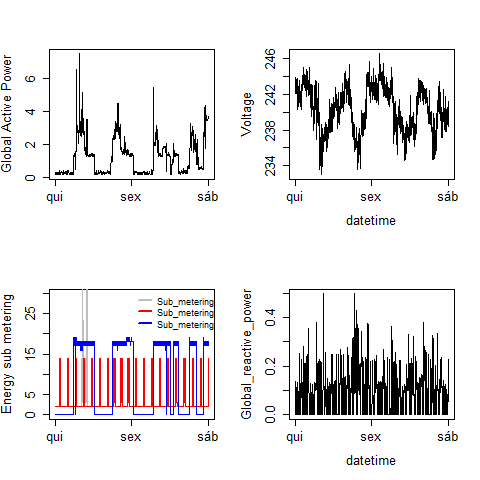 Global Active Power
6
4
2
0
qui sex sáb
Voltage
246
242
238
234
qui sex sáb
datetime
Energy sub metering
25
15
5
0
Sub_metering
Sub_metering
Sub_metering
qui sex sáb
Global_reactive_power
0.4
0.2
0.0
qui sex sáb
datetime